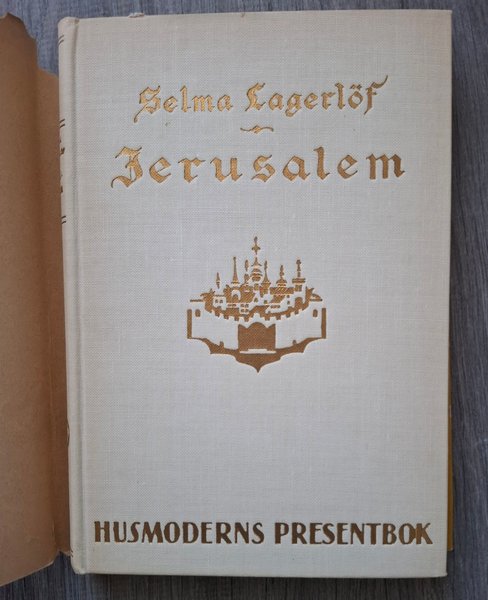 Selma Lagerlöf
Jerusalem
HUSMODERNS PRESENTBOK